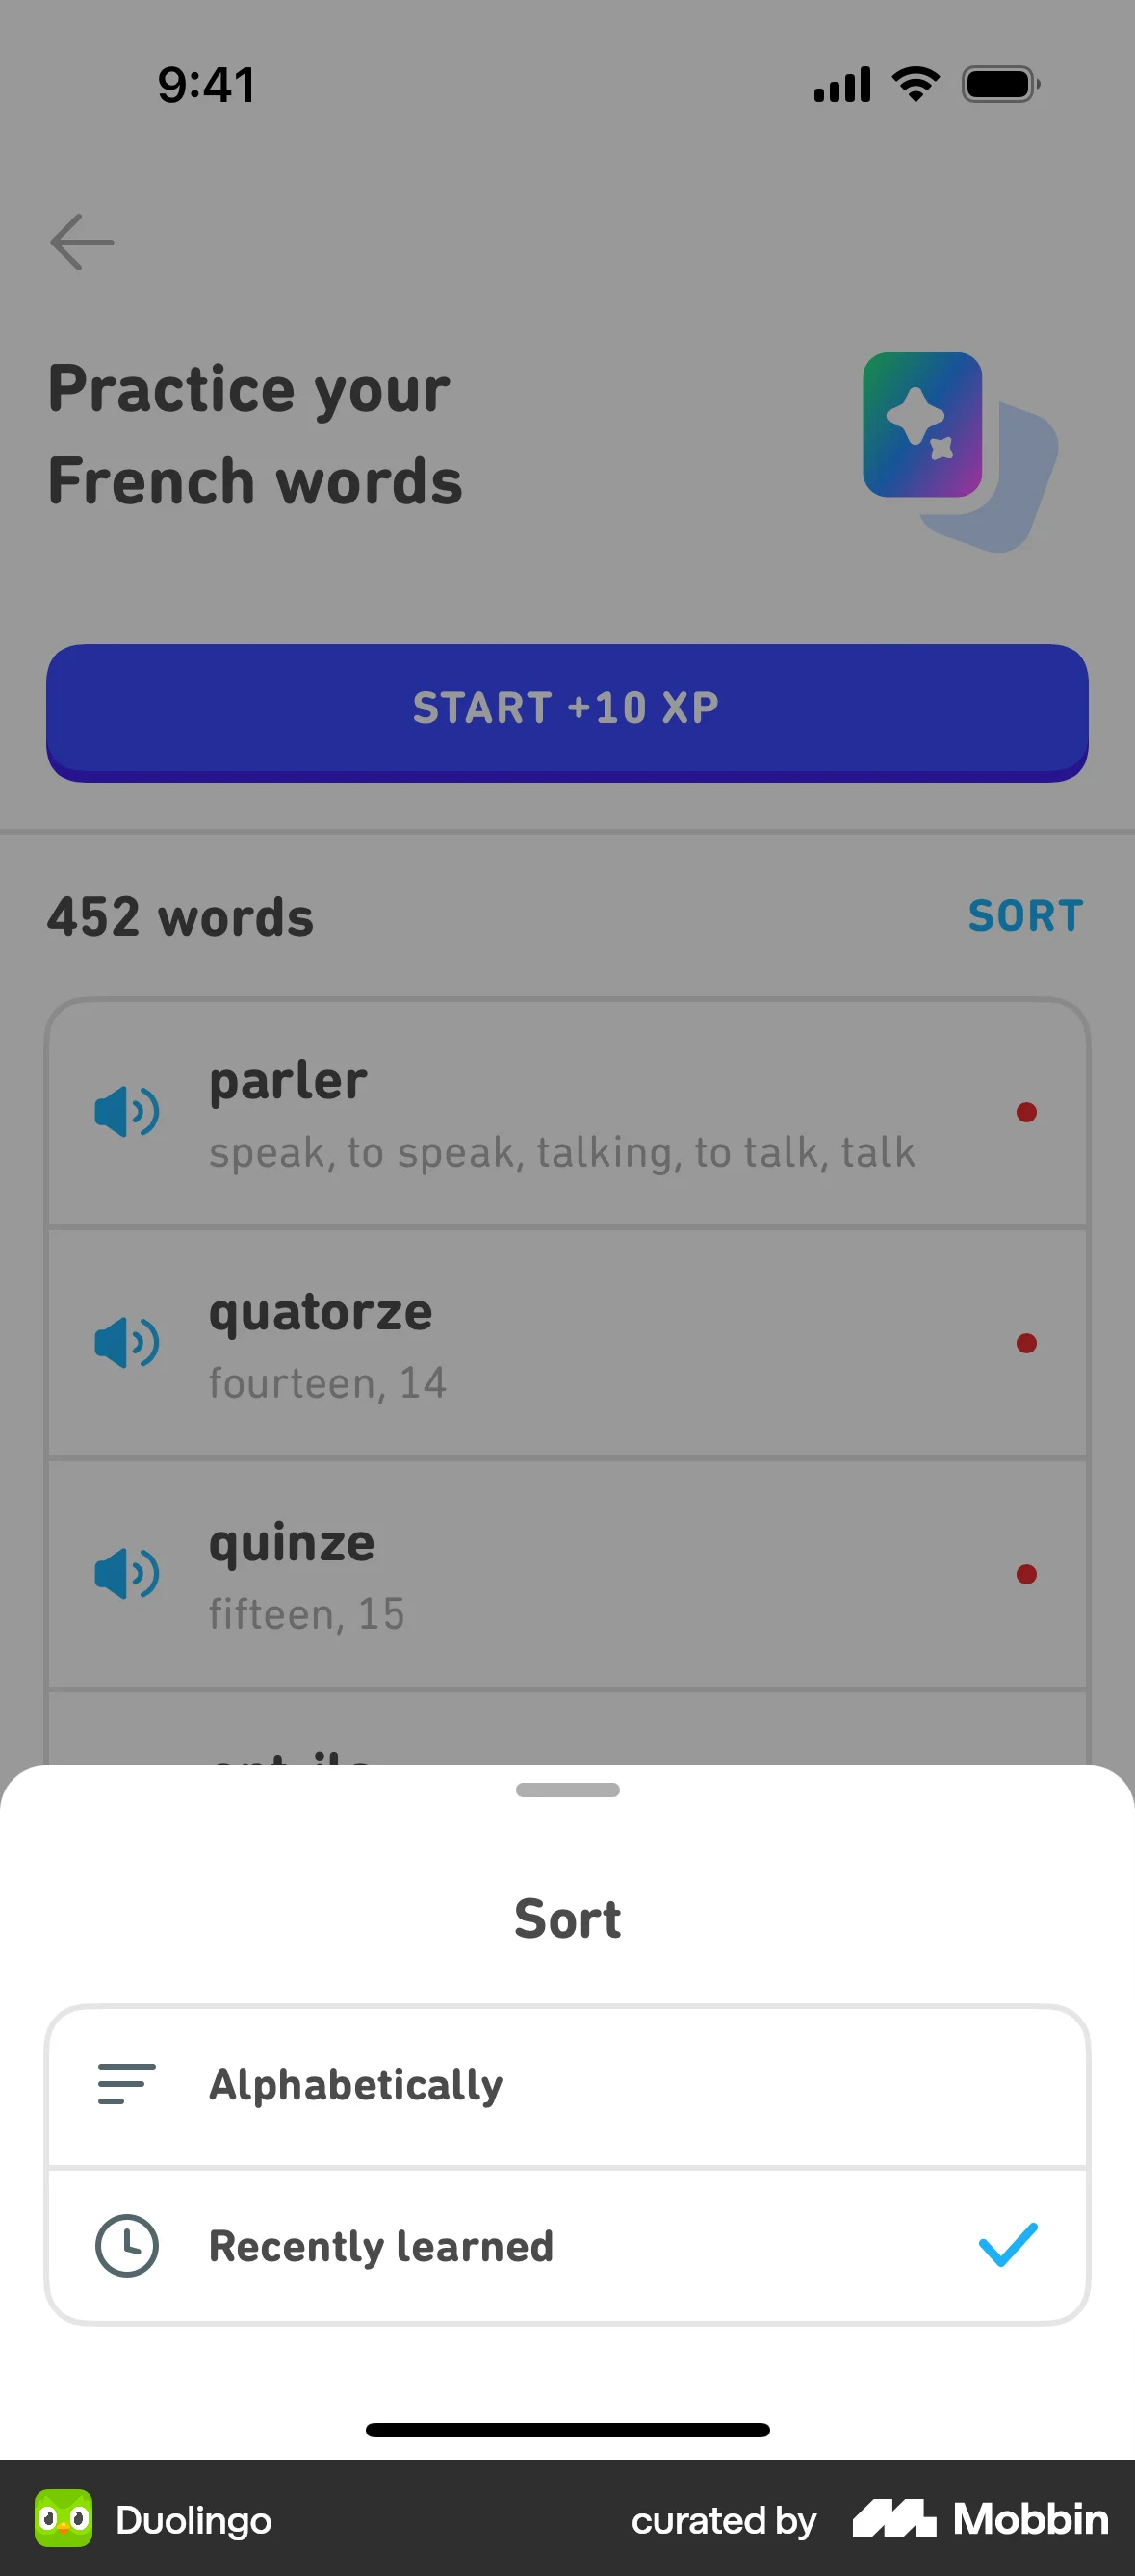 9:41
Practice your
French words
START +10 XP
452 words
SORT
parler
speak, to speak, talking, to talk, talk
quatorze
fourteen, 14
quinze
fifteen, 15
Sort
Alphabetically
Recently learned
Duolingo
curated by
Mobbin